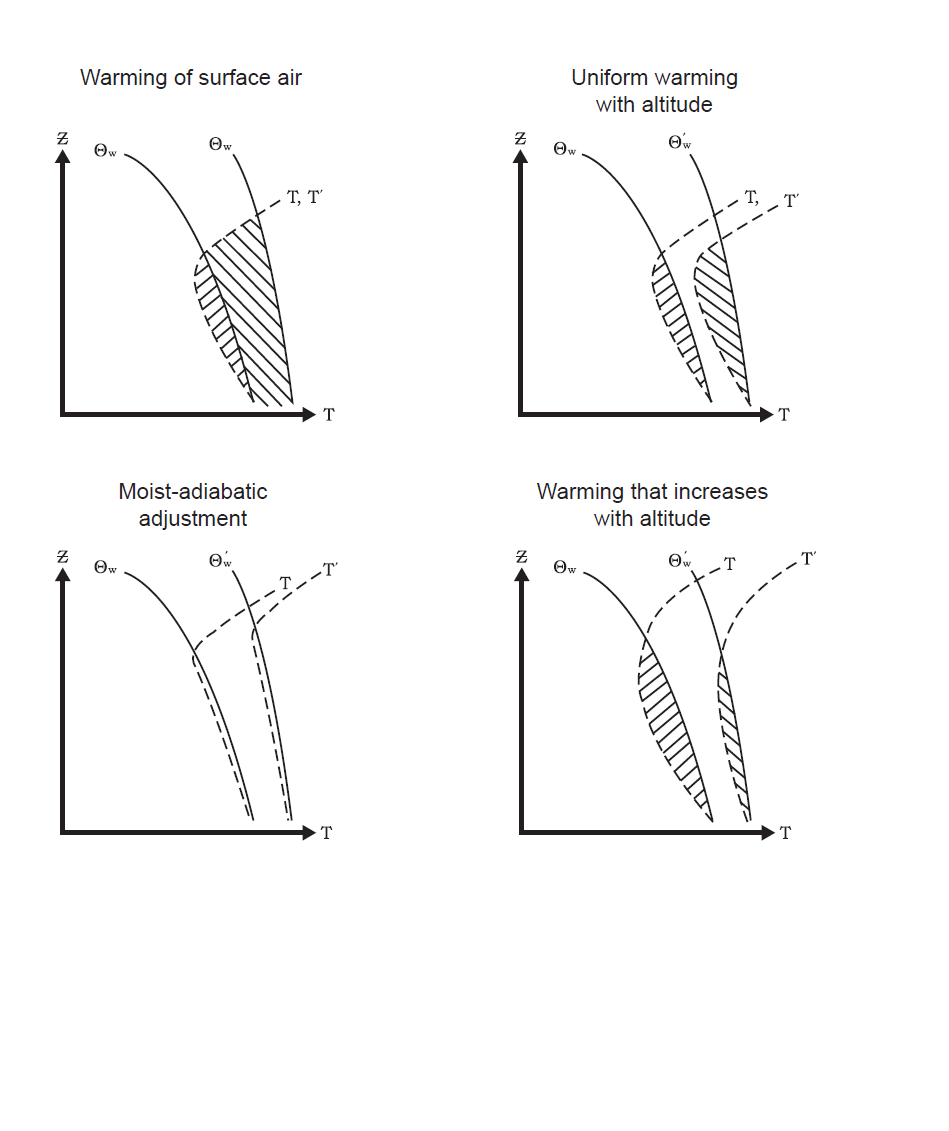 Warming of surface air
Z
Θw
Θw
T, T′
T
Uniform warming
with altitude
Z
Θw
Θ′w
T,
T′
T
Moist-adiabatic
adjustment
Z
Θw
Θ′w
T
T′
T
Warming that increases
with altitude
Z
Θw
Θ′w
T
T′
T